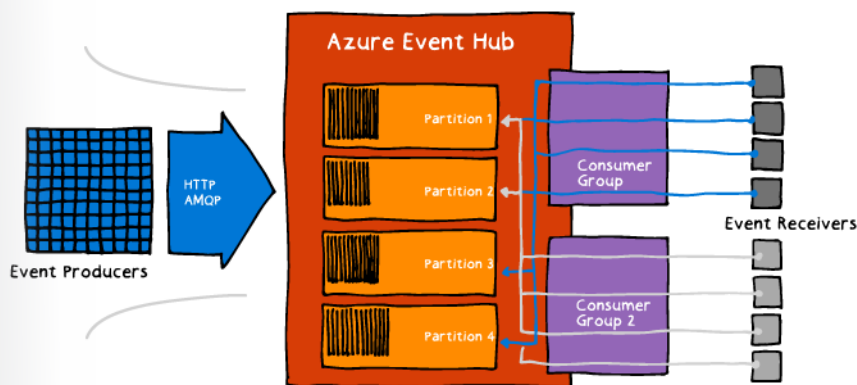 Azure Event Hub
Partition 1
Partition 2
Partition 3
Partition 4
HTTP
AMQP
Event Producers
Consumer
Group
Consumer
Group 2
Event Receivers